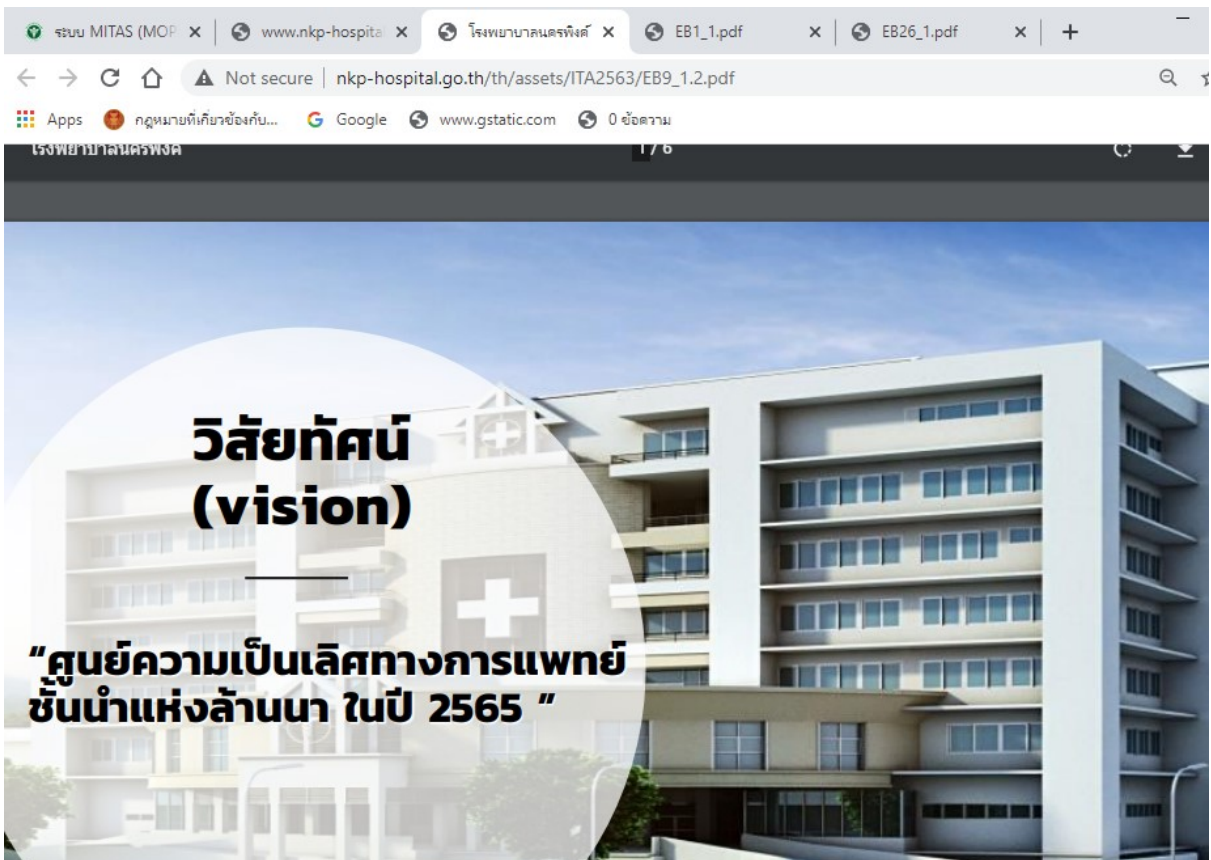 ระบบ MITAS (MOP
www.nkp-hospital
โรงพยาบาลนครพิงค์
EB1_1.pdf
EB26_1.pdf
Not secure | nkp-hospital.go.th/th/assets/ITA2563/EB9_1.2.pdf
Apps กฎหมายที่เกี่ยวข้องกับ... Google www.gstatic.com 0 ข้อความ
โรงพยาบาลนครพิงค์ 1 / 6
วิสัยทัศน์
(vision)
“ศูนย์ความเป็นเลิศทางการแพทย์
ชั้นนำแห่งล้านนา ในปี 2565 ”